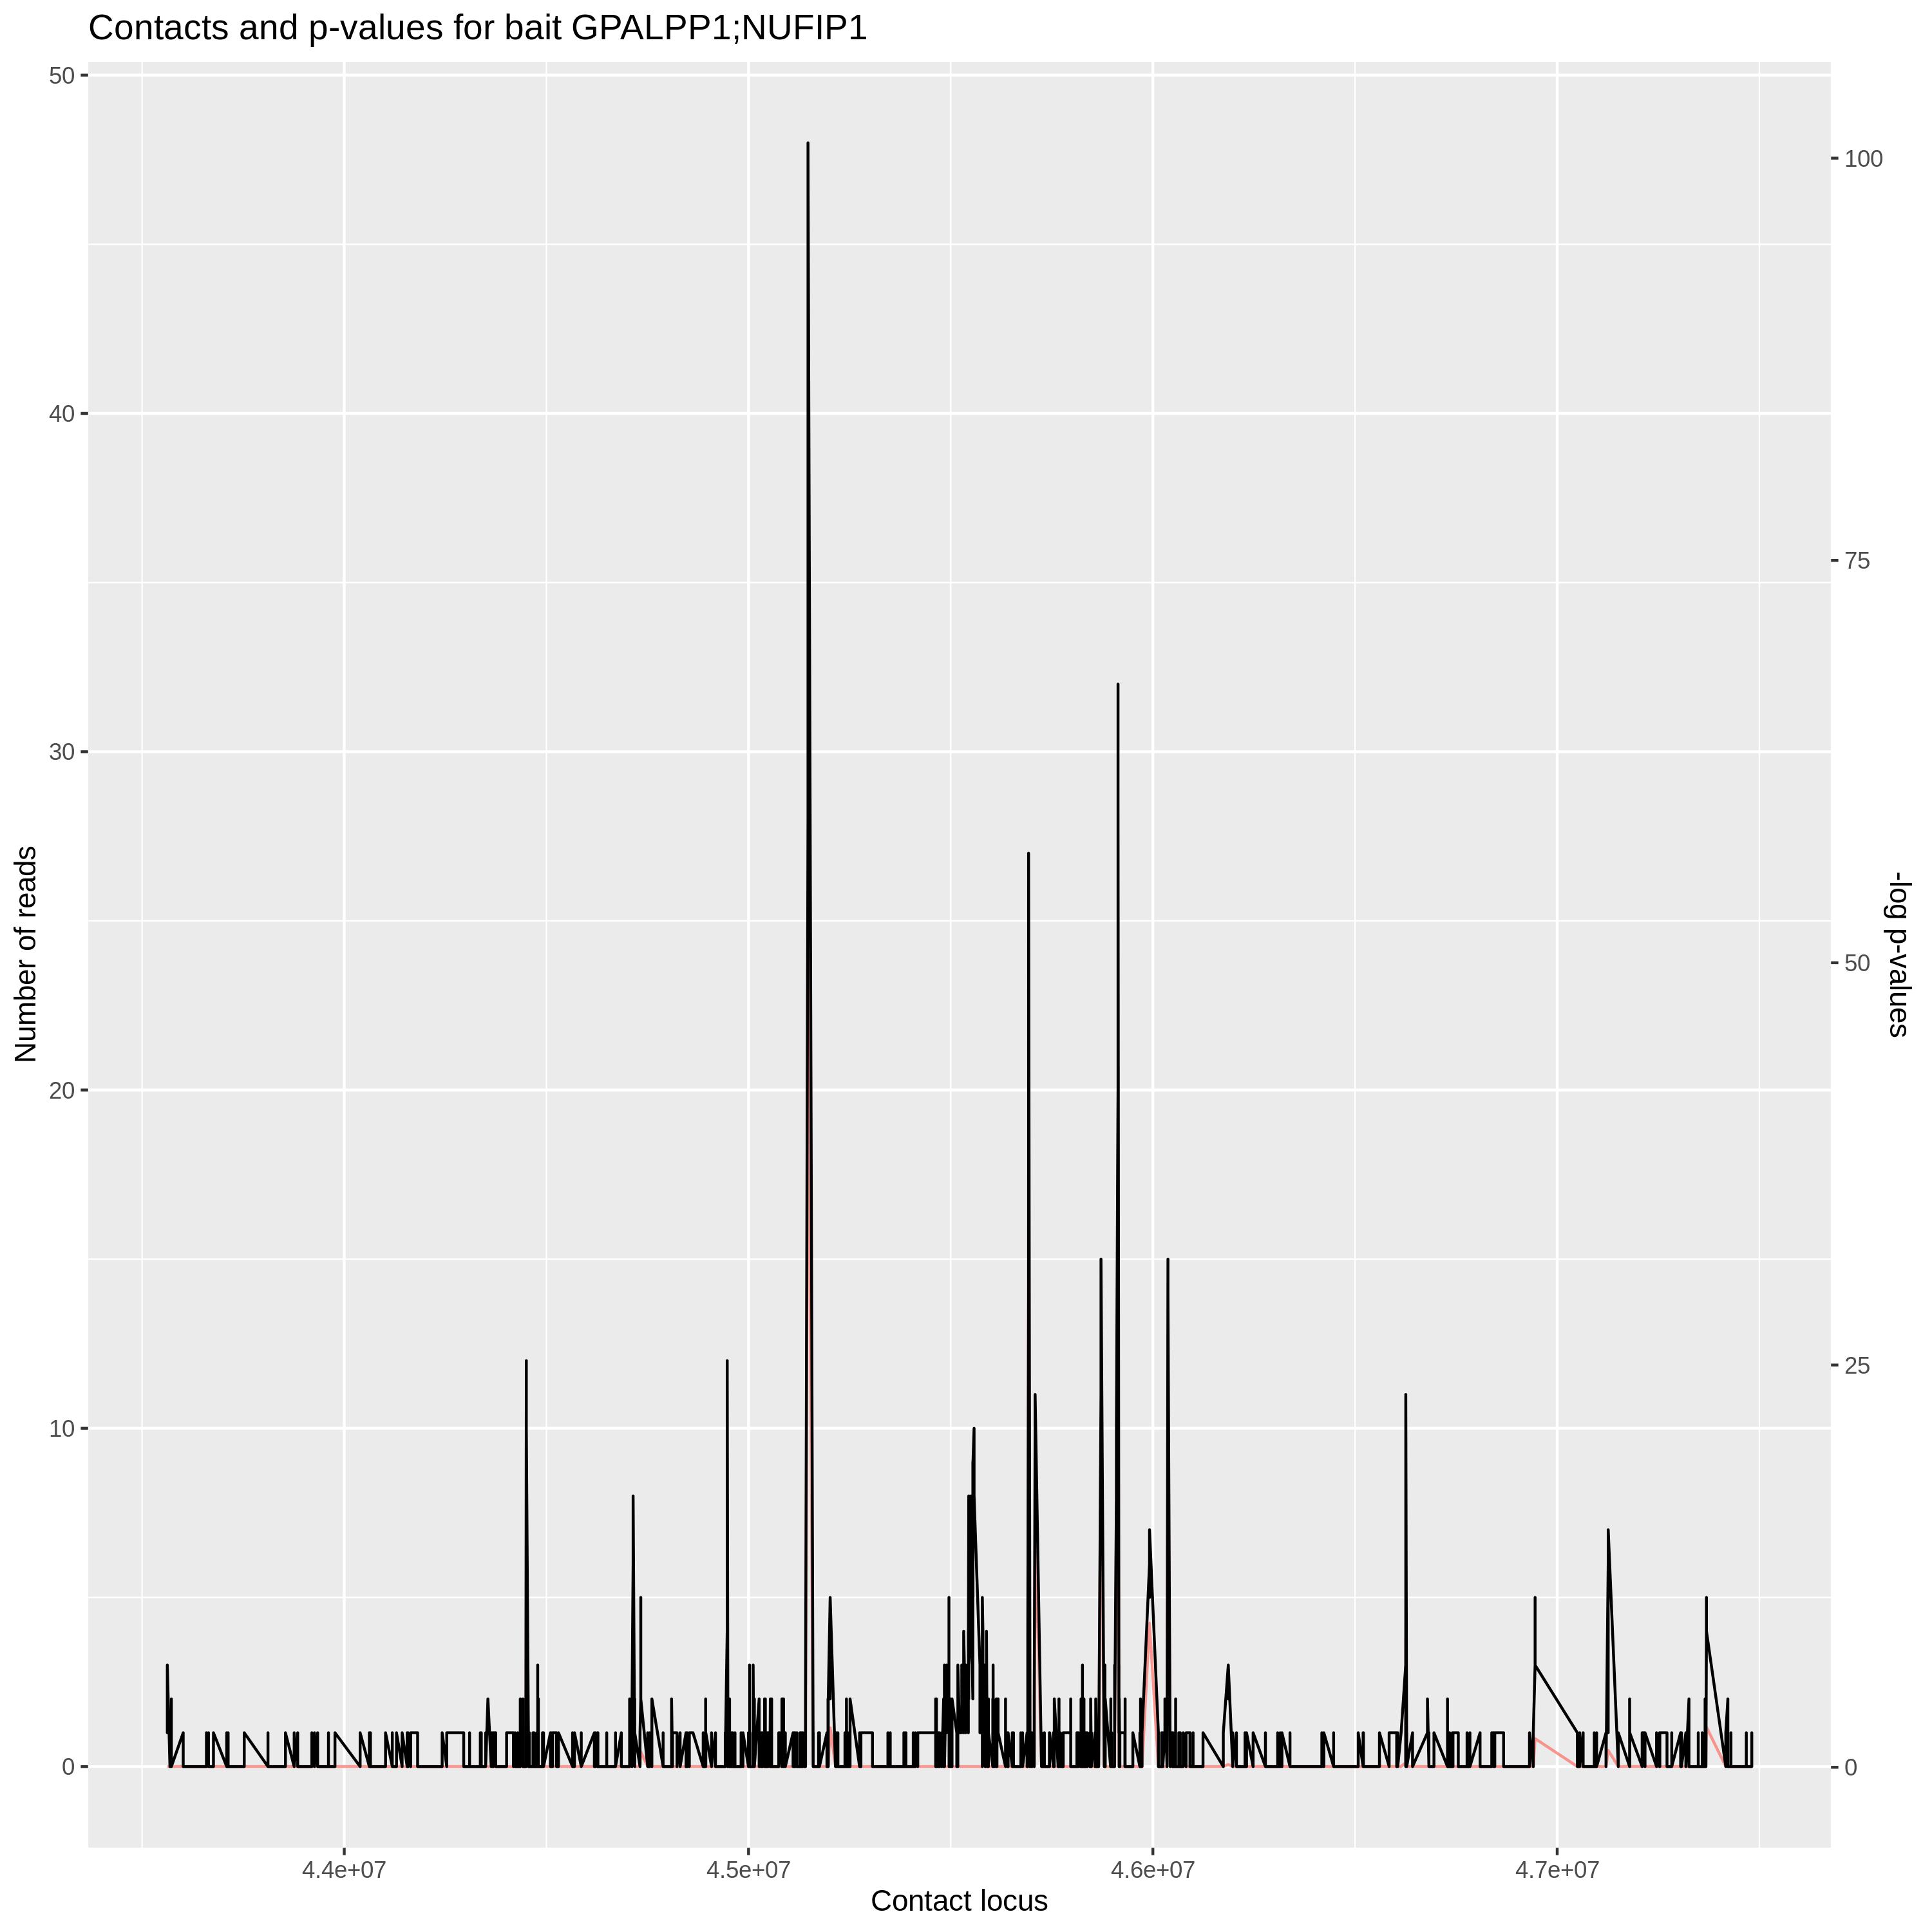 Contacts and p-values for bait GPALPP1;NUFIP1
50
40
30
20
10
0
Number of reads
100
75
50
25
0
-log p-values
4.4e+07
4.5e+07
4.6e+07
4.7e+07
Contact locus